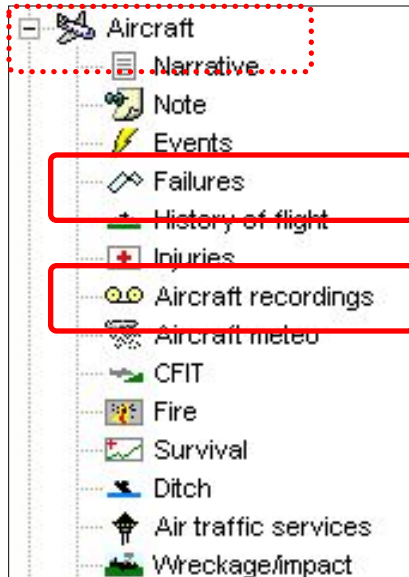 Aircraft
Narrative
Note
Events
Failures
History of flight
Injuries
Aircraft recordings
Aircraft meteo
CFIT
Fire
Survival
Ditch
Air traffic services
Wreckage/impact